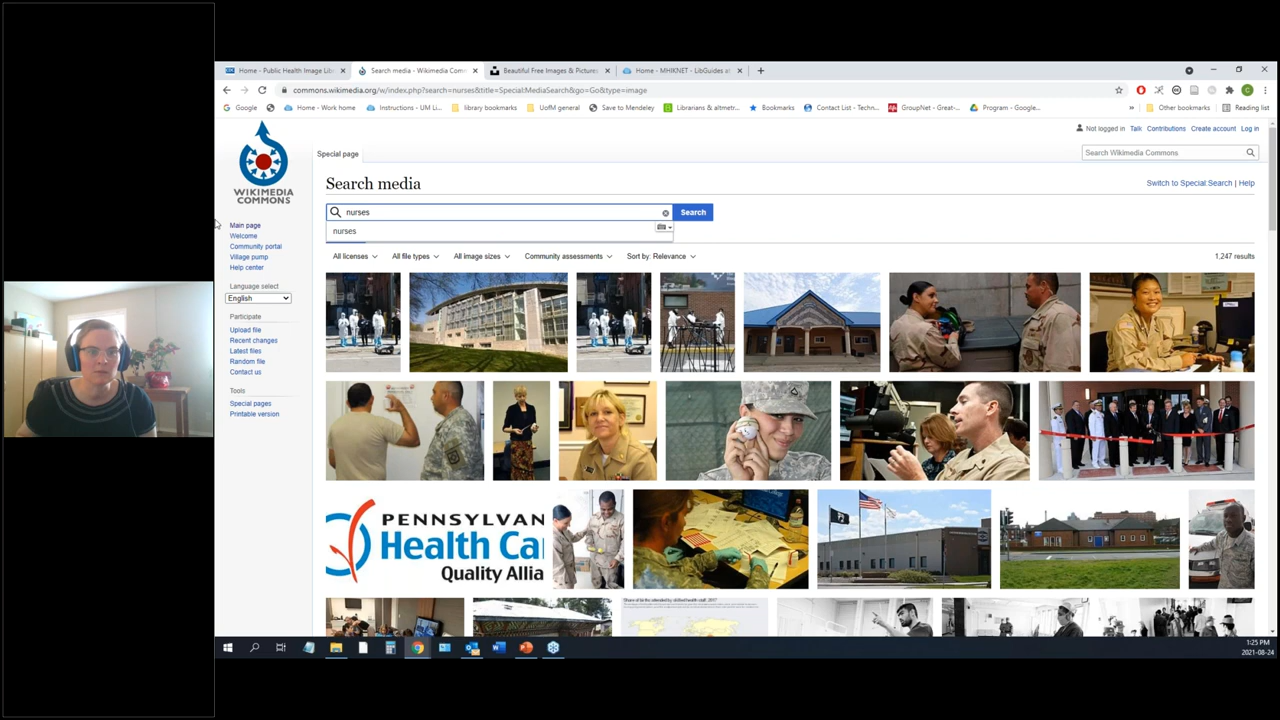 Home - Public Health Image Lib
Search media - Wikimedia Com
Beautiful Free Images & Pictures
Home - MHIKNET - LibGuides at
commons.wikimedia.org/w/index.php?search=nurses&title=Special:MediaSearch&go=Go&type=image
Google
Home - Work home
Instructions - UM Li...
library bookmarks
UofM general
Save to Mendeley
Librarians & altmetr...
Bookmarks
Contact List - Techn...
GroupNet - Great-...
Program - Google...
Other bookmarks
Reading list
WIKIMEDIA
COMMONS
Main page
Welcome
Community portal
Village pump
Help center
Language select
English
Participate
Upload file
Recent changes
Latest files
Random file
Contact us
Tools
Special pages
Printable version
Not logged in
Talk
Contributions
Create account
Log in
Special page
Search Wikimedia Commons
Search media
Switch to Special:Search | Help
nurses
Search
nurses
All licenses
All file types
All image sizes
Community assessments
Sort by: Relevance
1,247 results
PENNSYLVAN
Health Ca
Quality Allia
1:25 PM
2021-08-24